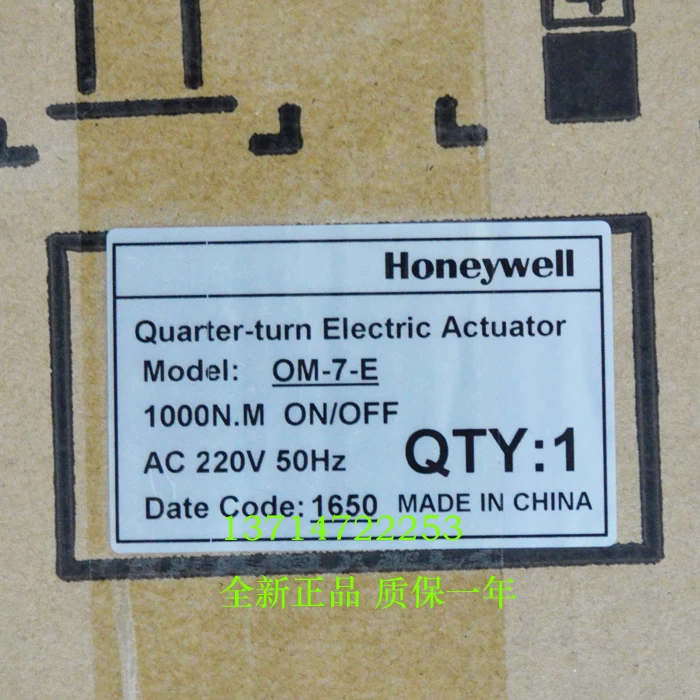 Honeywell
Quarter-turn Electric Actuator
Model: OM-7-E
1000N.M ON/OFF
AC 220V 50Hz
QTY:1
Date Code: 1650 MADE IN CHINA
13714722253
全新正品 质保一年